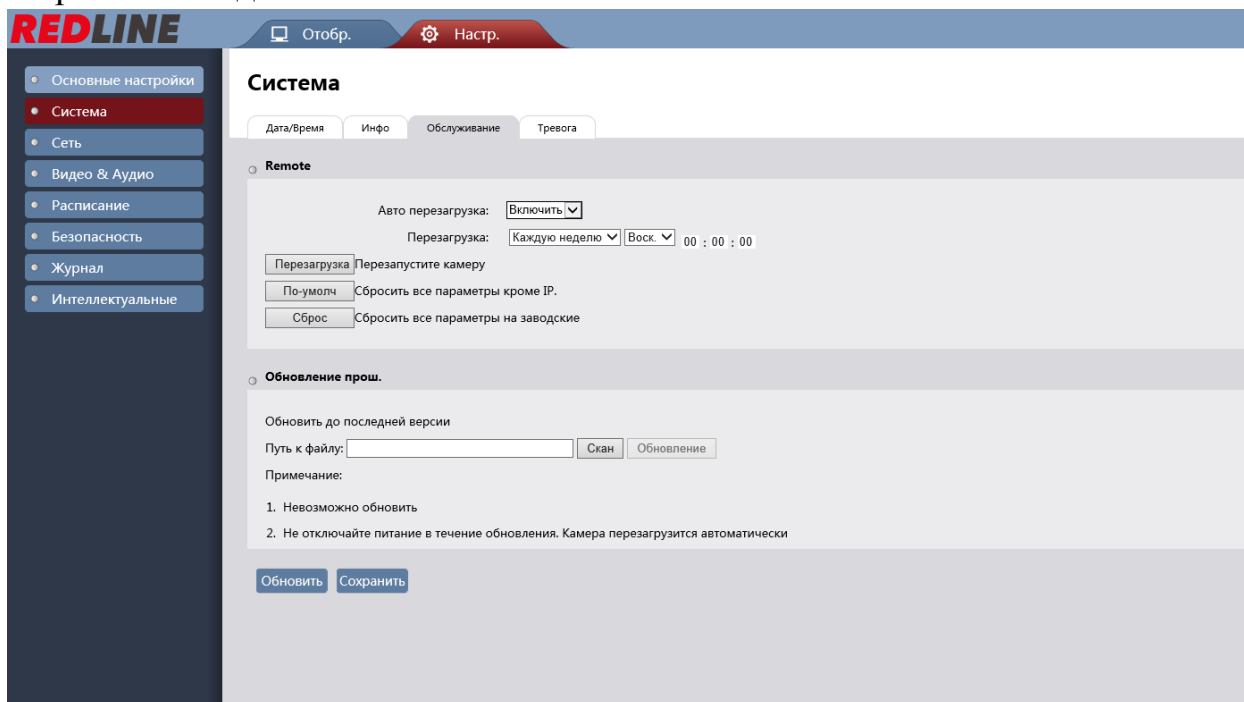 REDLINE
Отобр.
Настр.
Основные настройки
Система
Сеть
Видео & Аудио
Расписание
Безопасность
Журнал
Интеллектуальные
Система
Дата/Время
Инфо
Обслуживание
Тревога
Remote
Авто перезагрузка: Включить
Перезагрузка: Каждую неделю Воск. 00 : 00 : 00
Перезагрузка Перезапустите камеру
По-умолч Сбросить все параметры кроме IP.
Сброс Сбросить все параметры на заводские
Обновление прош.
Обновить до последней версии
Путь к файлу: Скан Обновление
Примечание:
1. Невозможно обновить
2. Не отключайте питание в течение обновления. Камера перезагрузится автоматически
Обновить Сохранить